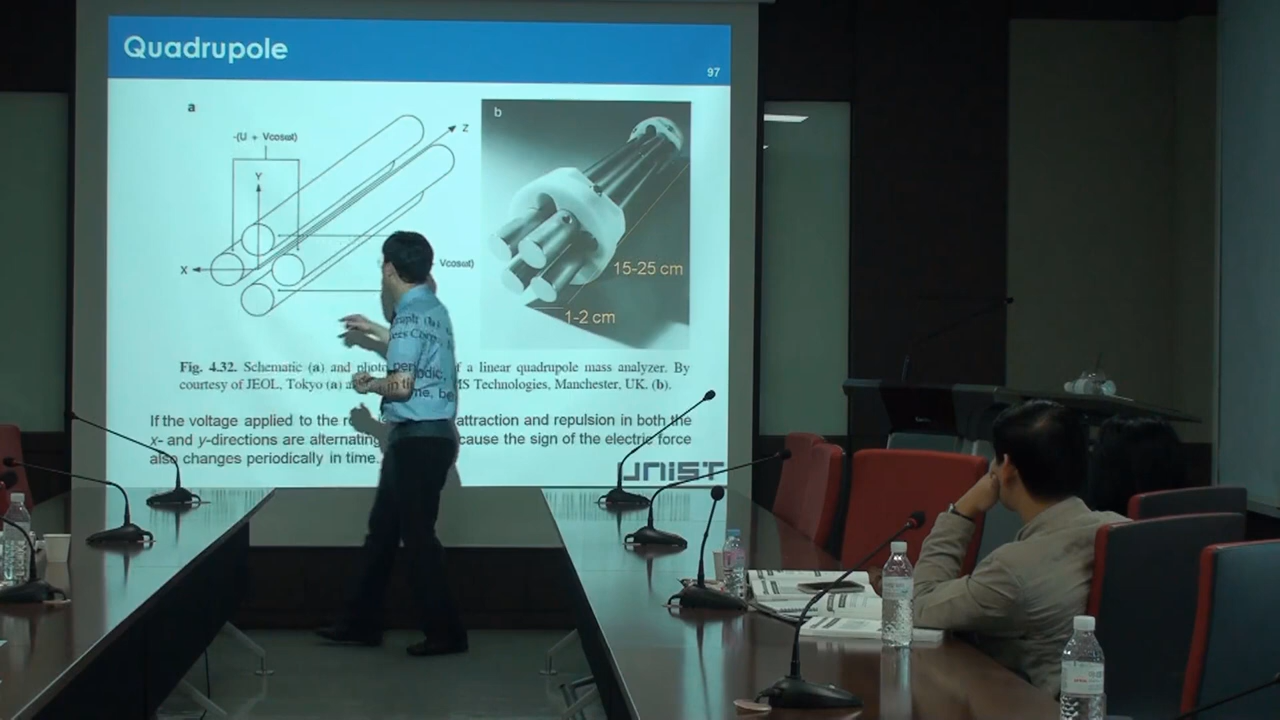 Quadrupole
97
a
-(U + Vcosωt)
Z
Y
X
Vcosωt)
b
15-25 cm
1-2 cm
Fig. 4.32. Schematic (a) and photo of a linear quadrupole mass analyzer. By
courtesy of JEOL, Tokyo (a) MS Technologies, Manchester, UK. (b).
If the voltage applied to the attraction and repulsion in both the
x- and y-directions are alternating cause the sign of the electric force
also changes periodically in time.
UNIST